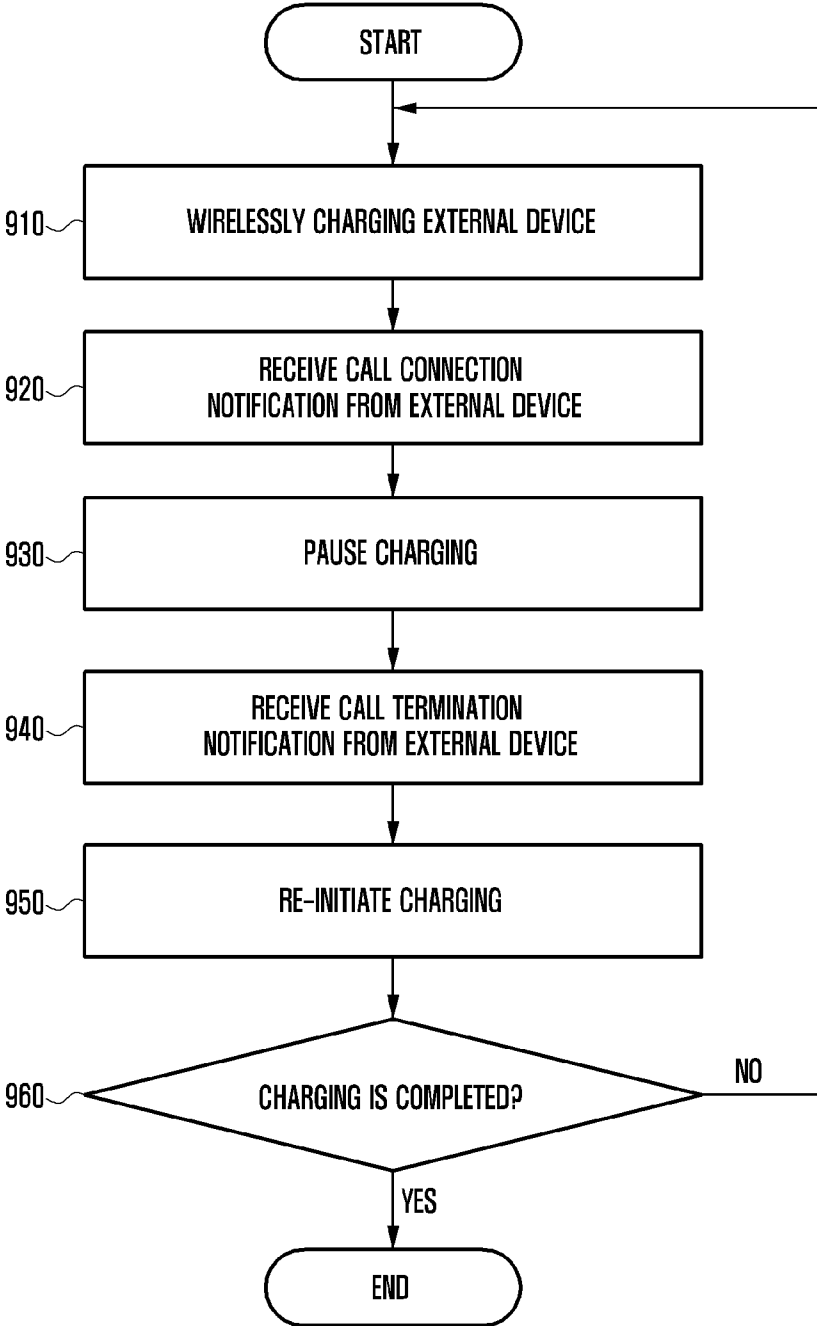 START
910
WIRELESSLY CHARGING EXTERNAL DEVICE
920
RECEIVE CALL CONNECTION
NOTIFICATION FROM EXTERNAL DEVICE
930
PAUSE CHARGING
940
RECEIVE CALL TERMINATION
NOTIFICATION FROM EXTERNAL DEVICE
950
RE-INITIATE CHARGING
960
CHARGING IS COMPLETED?
NO
YES
END